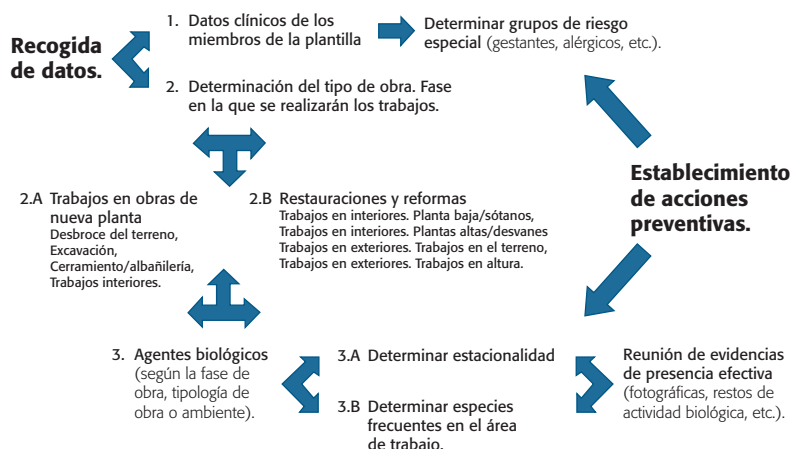 Recogida
de datos.
1. Datos clínicos de los
miembros de la plantilla
Determinar grupos de riesgo
especial (gestantes, alérgicos, etc.).
2. Determinación del tipo de obra. Fase
en la que se realizarán los trabajos.
Establecimiento
de acciones
preventivas.
2.A Trabajos en obras de
nueva planta
Desbroce del terreno,
Excavación,
Cerramiento/albañilería,
Trabajos interiores.
2.B Restauraciones y reformas
Trabajos en interiores. Planta baja/sótanos,
Trabajos en interiores. Plantas altas/desvanes
Trabajos en exteriores. Trabajos en el terreno,
Trabajos en exteriores. Trabajos en altura.
3. Agentes biológicos
(según la fase de
obra, tipología de
obra o ambiente).
3.A Determinar estacionalidad
3.B Determinar especies
frecuentes en el área
de trabajo.
Reunión de evidencias
de presencia efectiva
(fotográficas, restos de
actividad biológica, etc.).